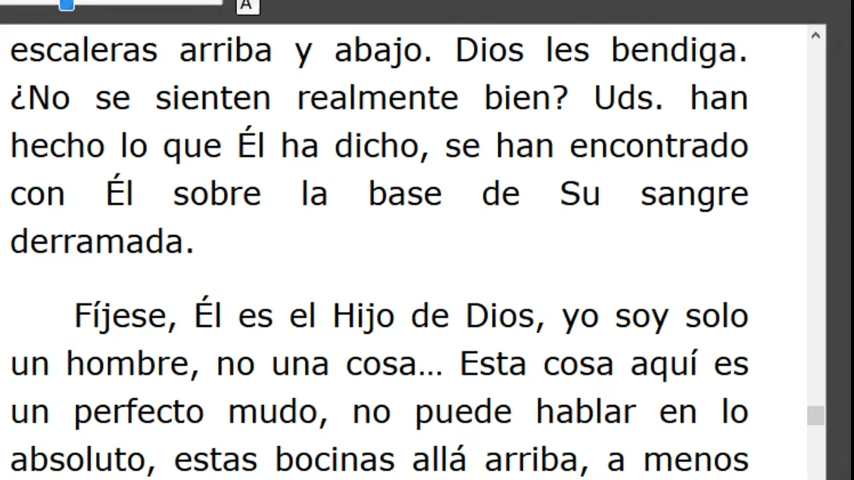 A
escaleras arriba y abajo. Dios les bendiga.
¿No se sienten realmente bien? Uds. han
hecho lo que Él ha dicho, se han encontrado
con Él sobre la base de Su sangre
derramada.
Fíjese, Él es el Hijo de Dios, yo soy solo
un hombre, no una cosa... Esta cosa aquí es
un perfecto mudo, no puede hablar en lo
absoluto, estas bocinas allá arriba, a menos